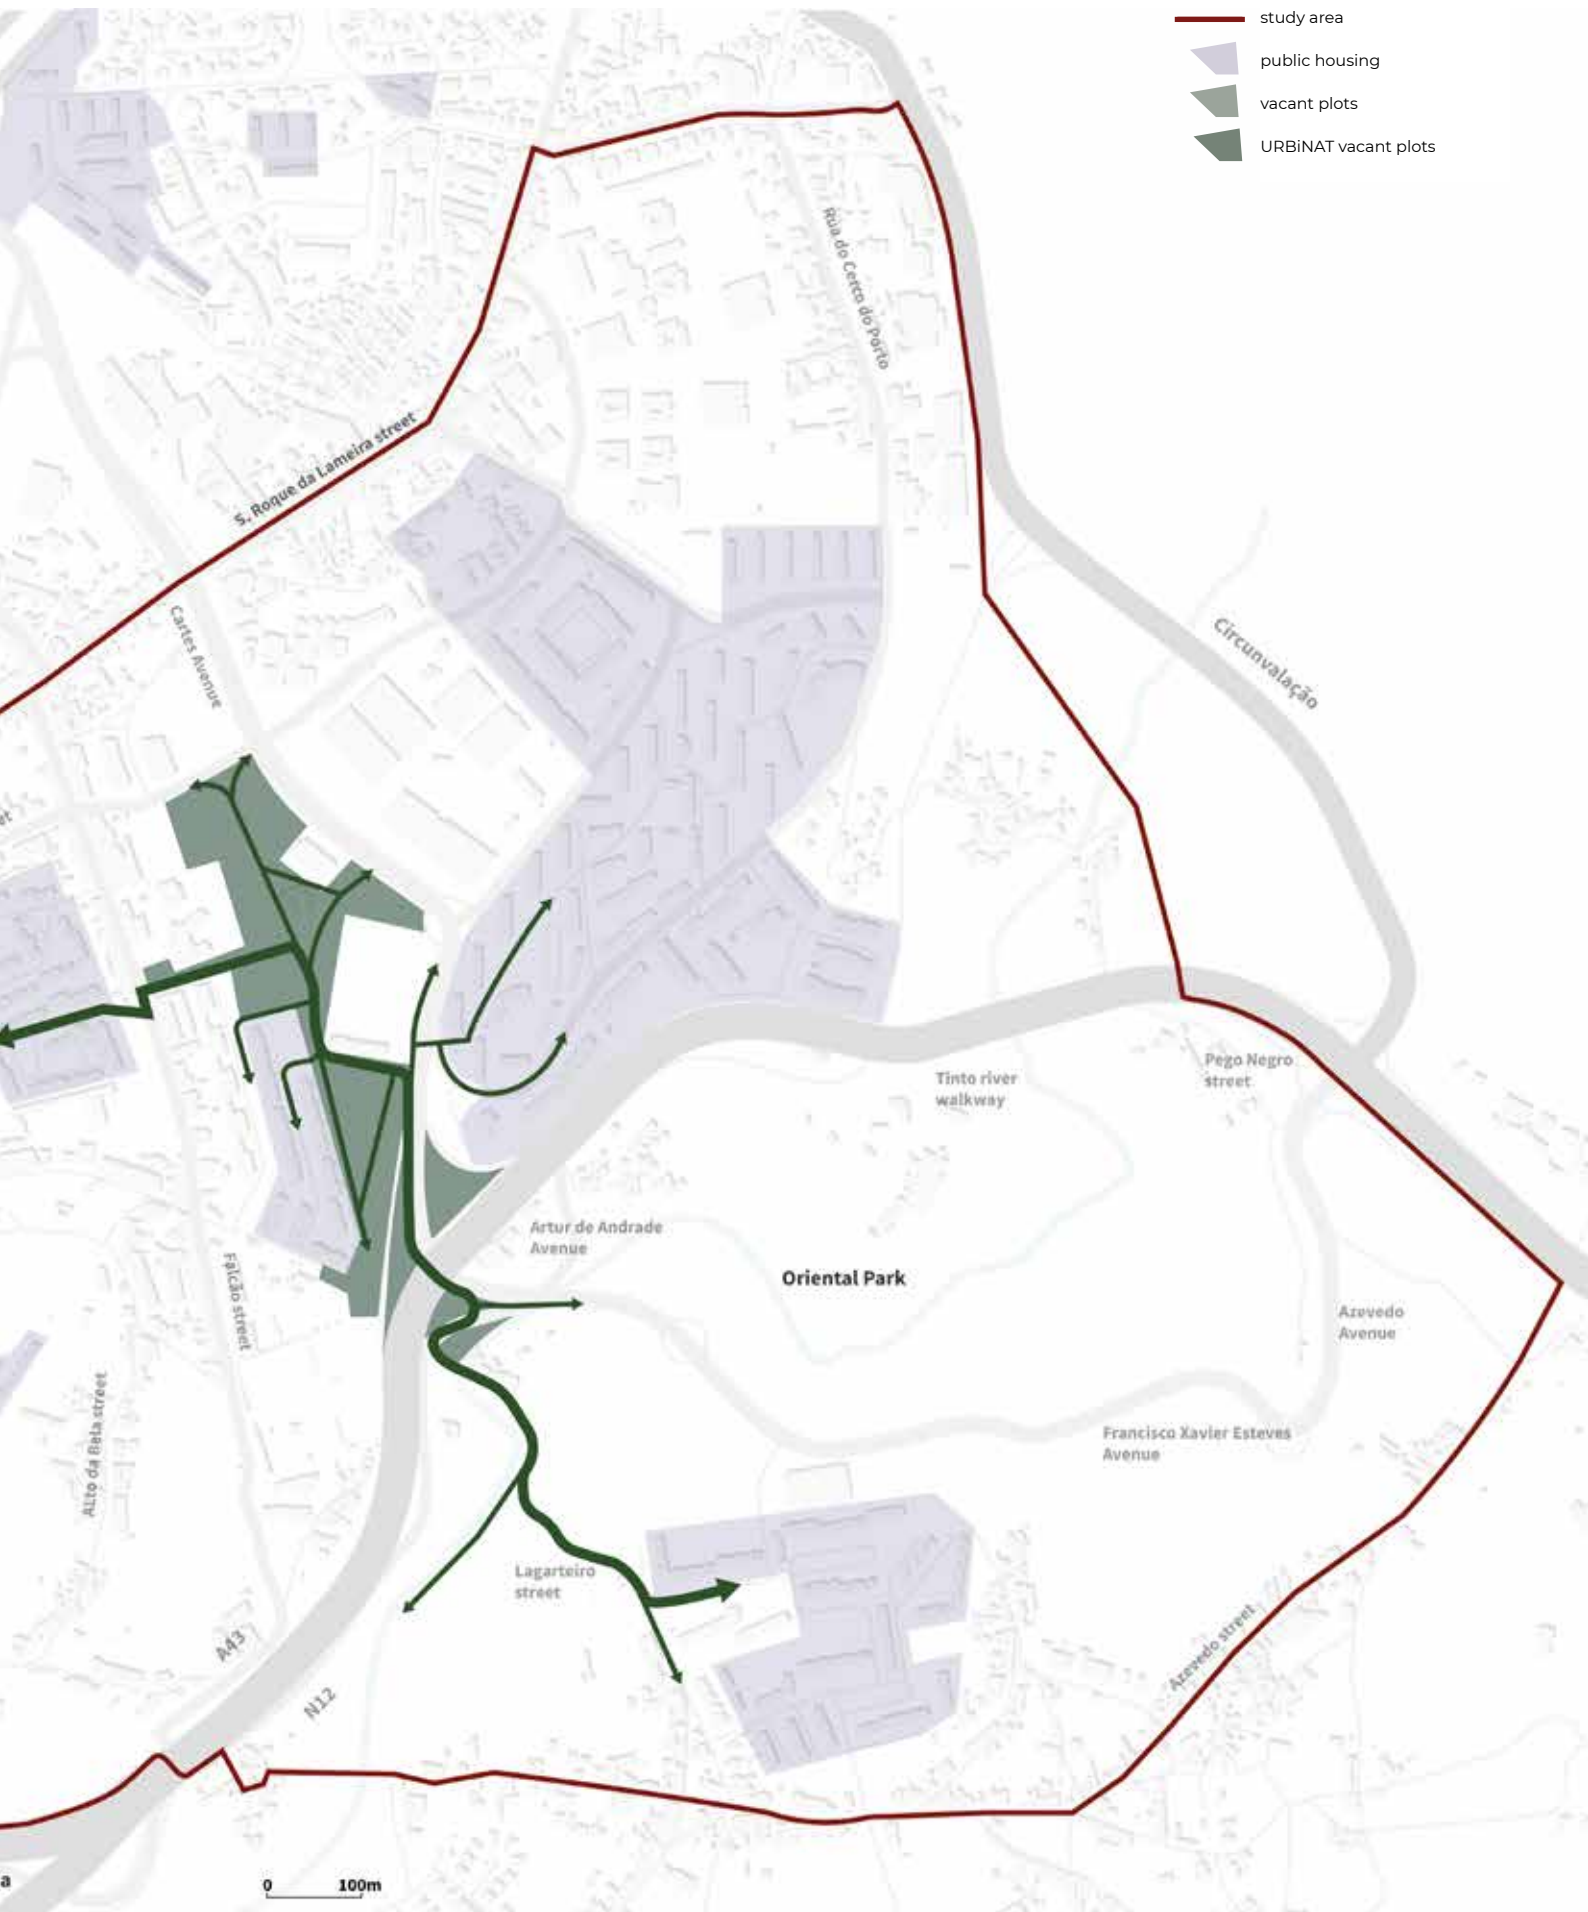 study area
public housing
vacant plots
URBiNAT vacant plots
Rua do Cerco do Porto
S. Roque da Lameira street
Cartes Avenue
Circunvalação
et
Pego Negro
street
Tinto river
walkway
Artur de Andrade
Avenue
Oriental Park
Falcão street
Azevedo
Avenue
Alto da Bela street
Francisco Xavier Esteves
Avenue
Lagarteiro
street
A43
N12
Azevedo street
a
0 100m